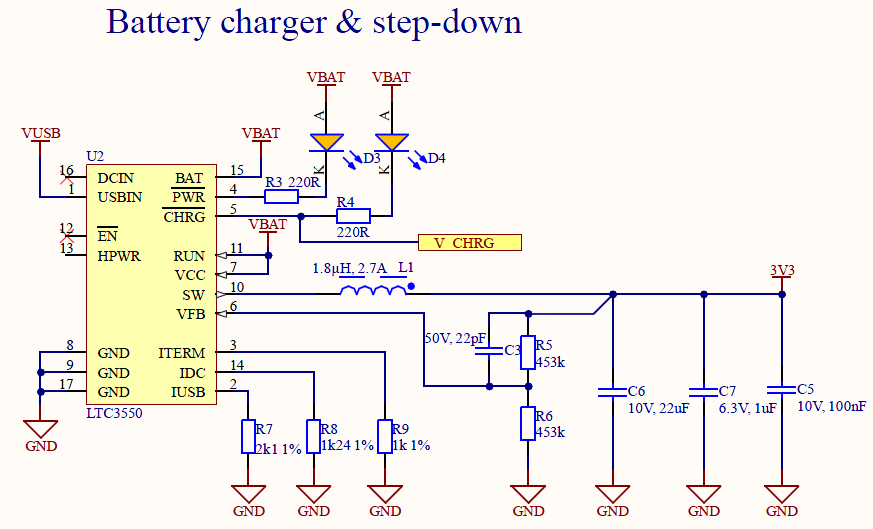 Battery charger & step-down
VBAT
VBAT
VUSB
VBAT
A
A
U2
D3
D4
K
K
16
DCIN
BAT
15
1
USBIN
PWR
4
R3 220R
CHRG
5
R4
220R
VBAT
V_CHRG
12
EN
13
HPWR
RUN
11
VCC
7
1.8µH, 2.7A
L1
3V3
SW
10
VFB
6
50V, 22pF
C3
R5
453k
8
GND
ITERM
3
9
GND
IDC
14
17
GND
IUSB
2
LTC3550
C6
10V, 22uF
C7
6.3V, 1uF
C5
10V, 100nF
R6
453k
R7
2k1 1%
R8
1k24 1%
R9
1k 1%
GND
GND
GND
GND
GND
GND
GND
GND